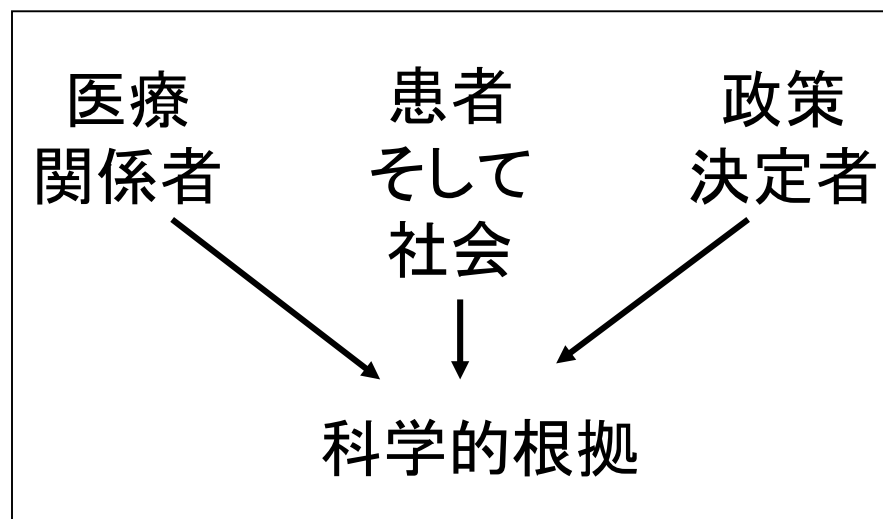 医療
関係者
患者
そして
社会
政策
決定者
科学的根拠